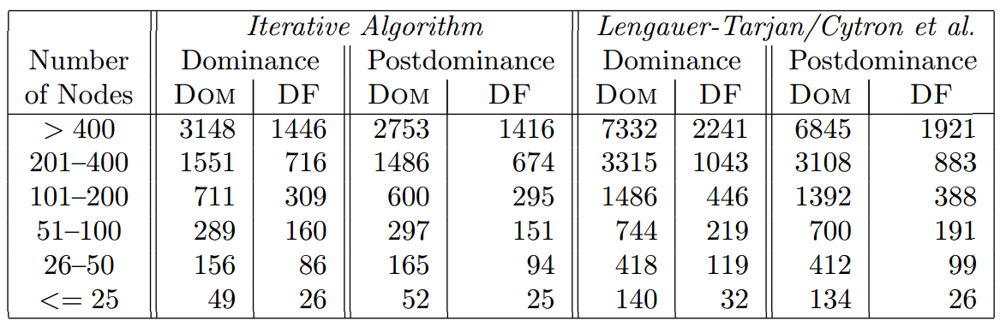 Iterative Algorithm Lengauer-Tarjan/Cytron et al.
Number Dominance Postdominance Dominance Postdominance
of Nodes DOM DF DOM DF DOM DF DOM DF
> 400 3148 1446 2753 1416 7332 2241 6845 1921
201–400 1551 716 1486 674 3315 1043 3108 883
101–200 711 309 600 295 1486 446 1392 388
51–100 289 160 297 151 744 219 700 191
26–50 156 86 165 94 418 119 412 99
<= 25 49 26 52 25 140 32 134 26